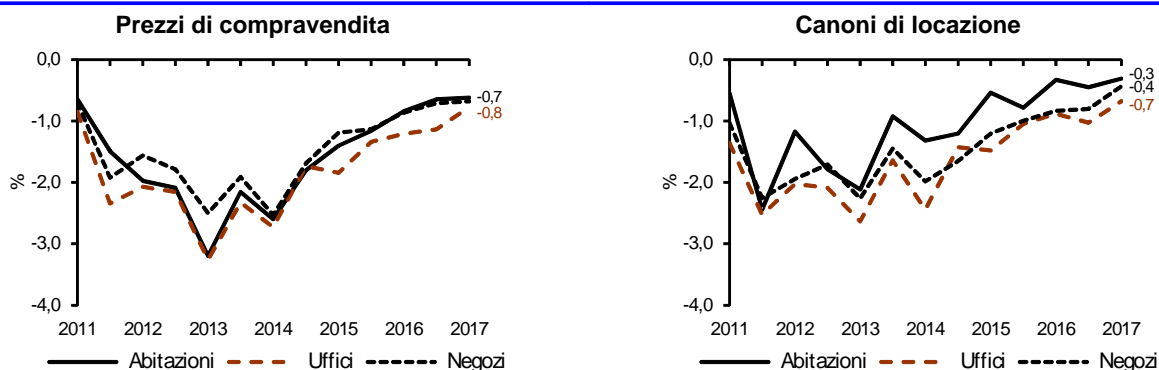 Prezzi di compravendita
0,0
-1,0
-2,0
-3,0
-4,0
%
-0,7
-0,8
2011 2012 2013 2014 2015 2016 2017
Abitazioni Uffici Negozi
Canoni di locazione
0,0
-1,0
-2,0
-3,0
-4,0
%
-0,3
-0,4
-0,7
2011 2012 2013 2014 2015 2016 2017
Abitazioni Uffici Negozi